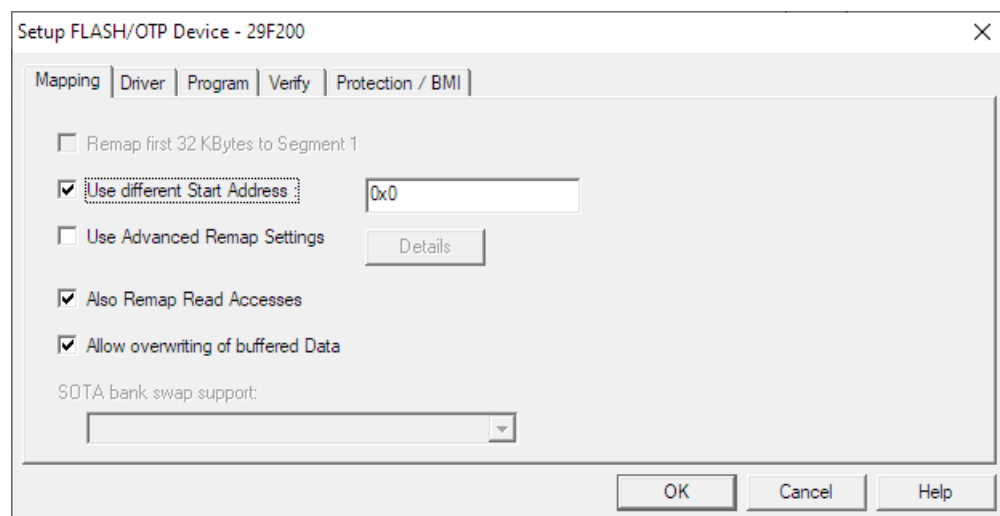 Setup FLASH/OTP Device - 29F200
Mapping Driver Program Verify Protection / BMI
Remap first 32 KBytes to Segment 1
Use different Start Address : 0x0
Use Advanced Remap Settings Details
Also Remap Read Accesses
Allow overwriting of buffered Data
SOTA bank swap support:
OK Cancel Help